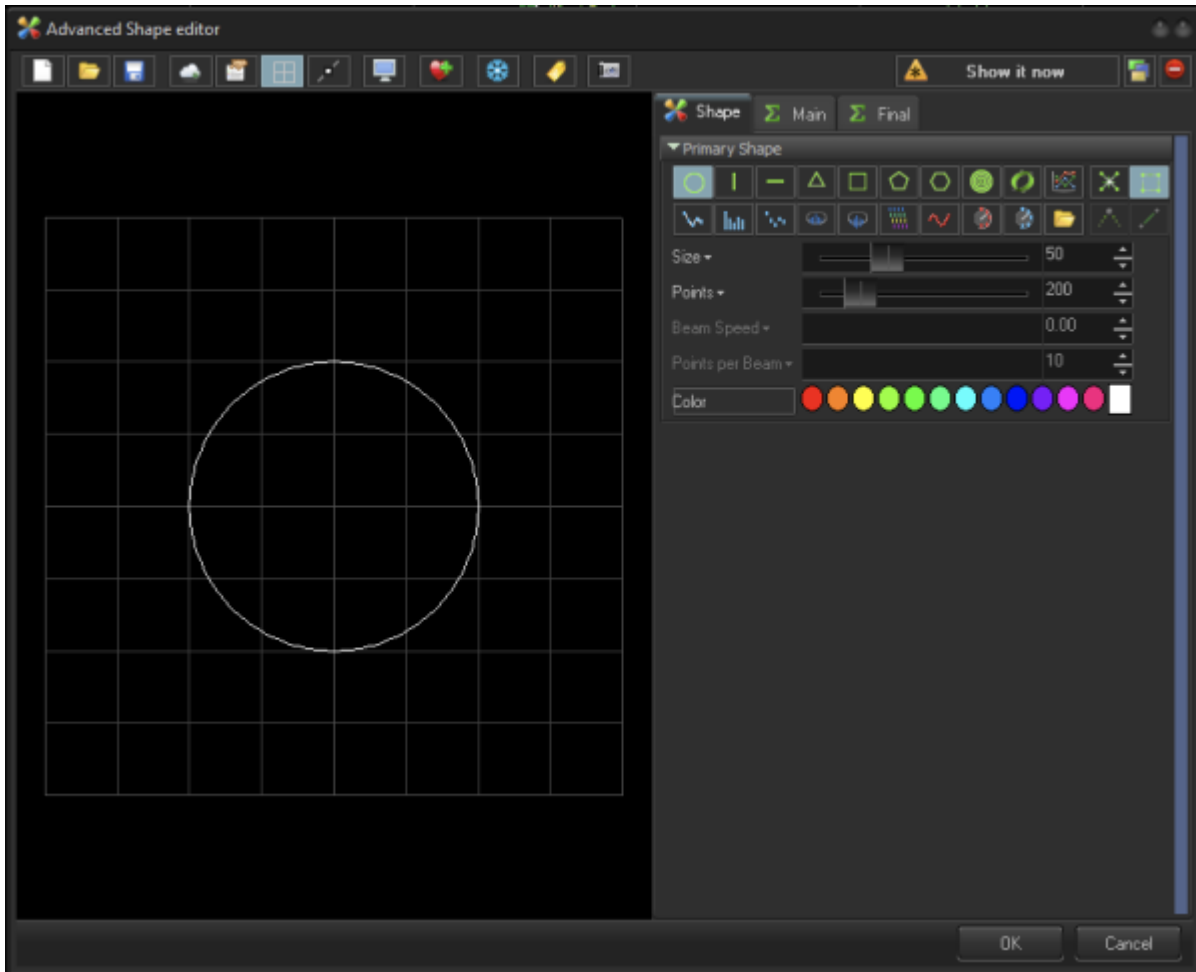 Advanced Shape editor
Show it now
Shape Main Final
Primary Shape
Size 50
Points 200
Beam Speed 0.00
Points per Beam 10
Color
OK Cancel